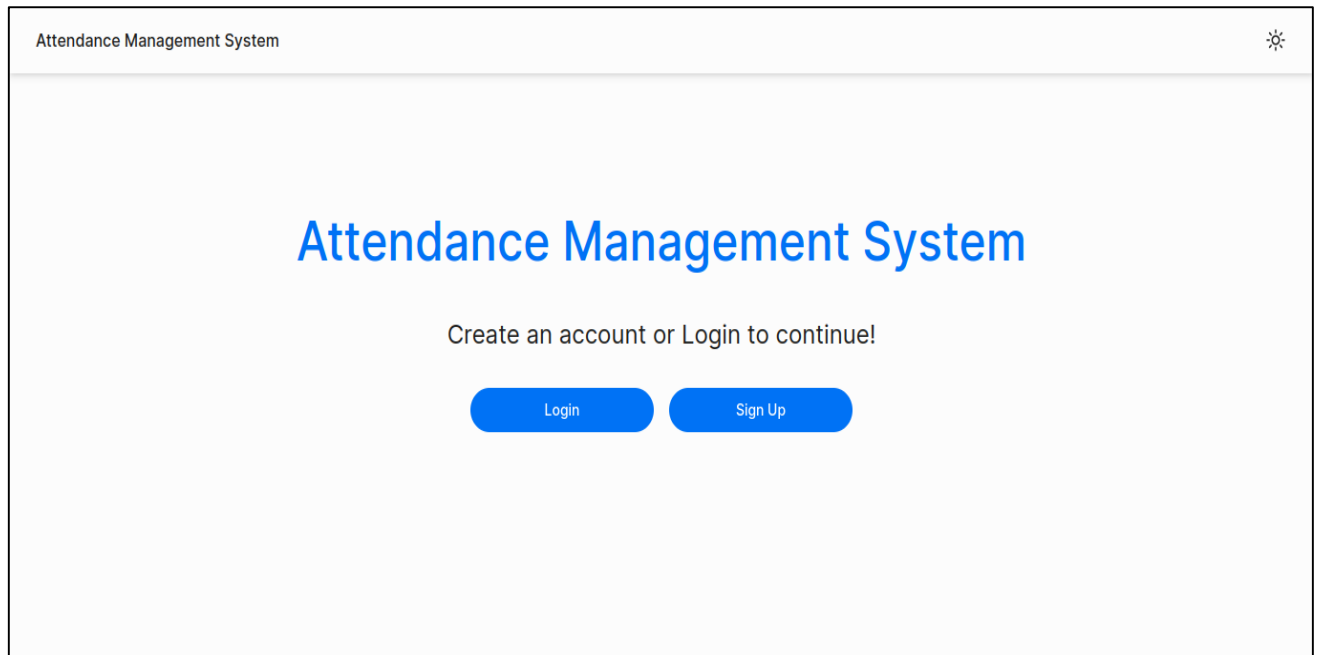 Attendance Management System
Attendance Management System
Create an account or Login to continue!
Login
Sign Up